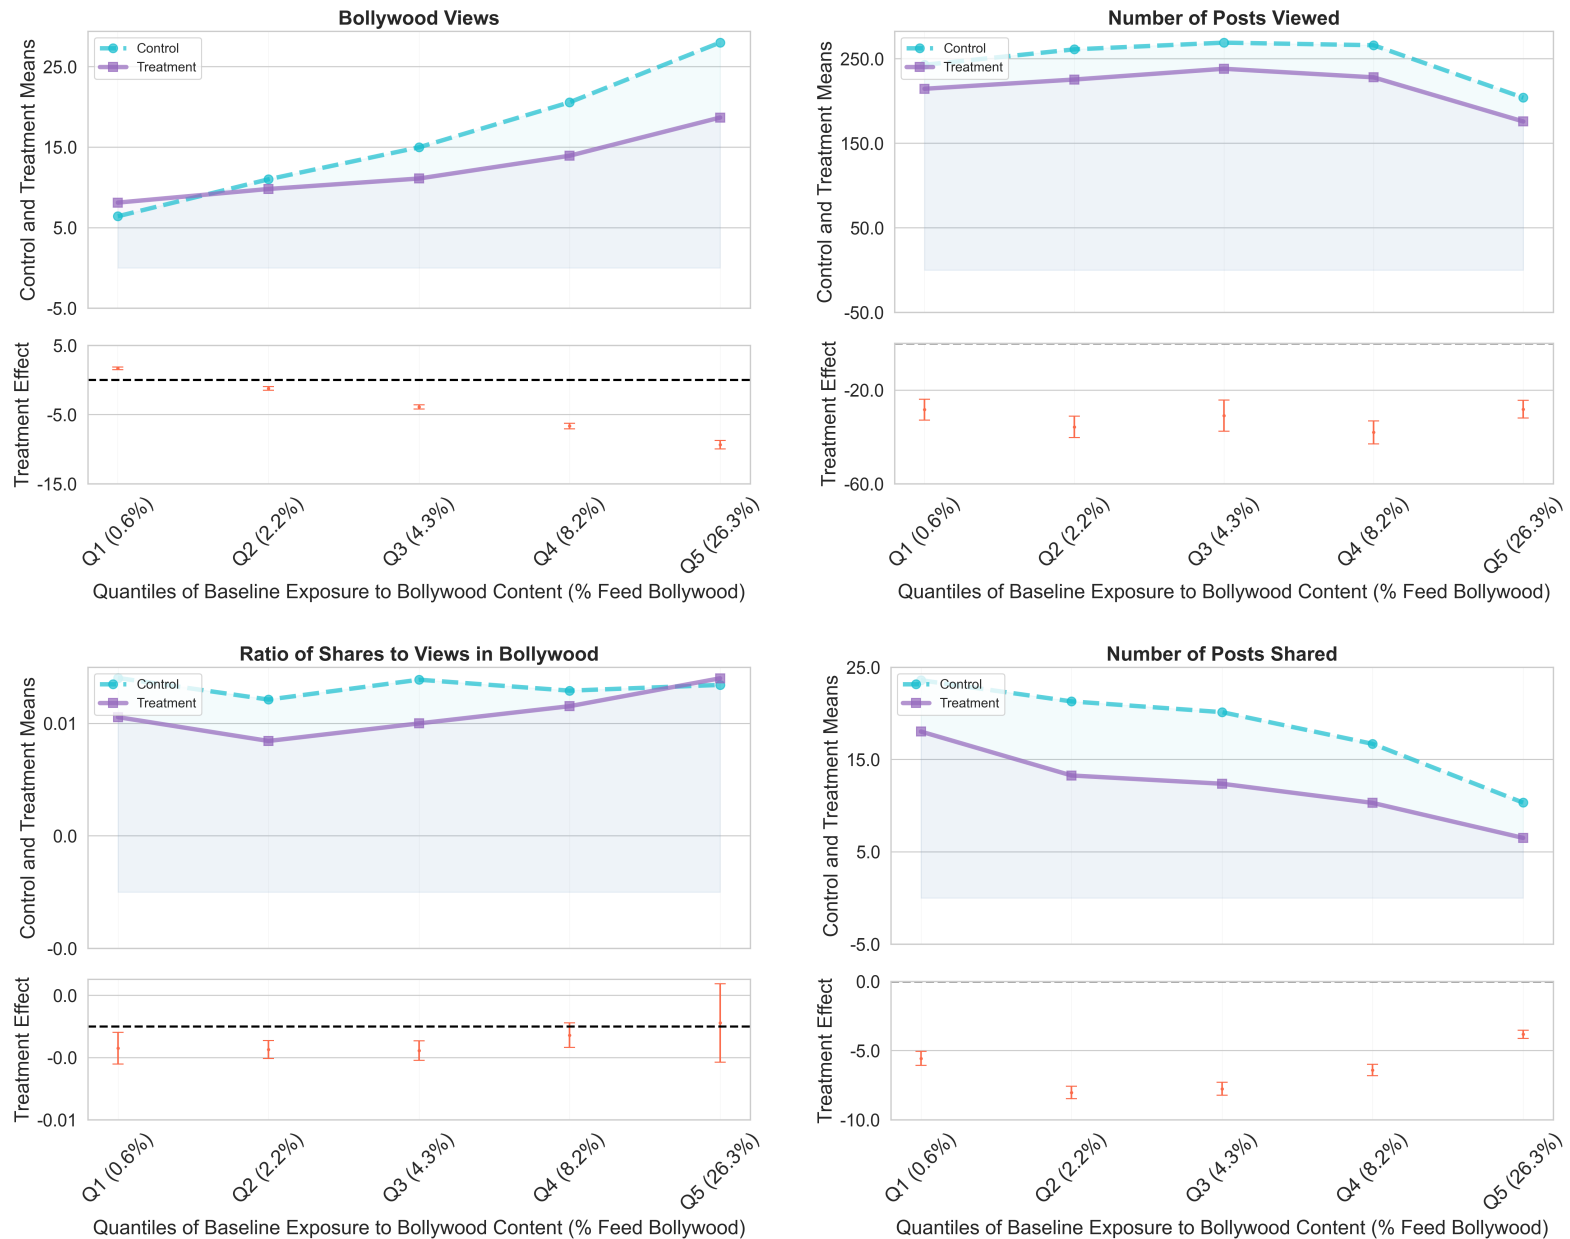 Bollywood Views
Control and Treatment Means
25.0
15.0
5.0
-5.0
Control
Treatment
Treatment Effect
5.0
-5.0
-15.0
Q1 (0.6%)
Q2 (2.2%)
Q3 (4.3%)
Q4 (8.2%)
Q5 (26.3%)
Quantiles of Baseline Exposure to Bollywood Content (% Feed Bollywood)
Number of Posts Viewed
Control and Treatment Means
250.0
150.0
50.0
-50.0
Control
Treatment
Treatment Effect
-20.0
-60.0
Q1 (0.6%)
Q2 (2.2%)
Q3 (4.3%)
Q4 (8.2%)
Q5 (26.3%)
Quantiles of Baseline Exposure to Bollywood Content (% Feed Bollywood)
Ratio of Shares to Views in Bollywood
Control and Treatment Means
0.01
0.0
-0.0
Control
Treatment
Treatment Effect
0.0
-0.0
-0.01
Q1 (0.6%)
Q2 (2.2%)
Q3 (4.3%)
Q4 (8.2%)
Q5 (26.3%)
Quantiles of Baseline Exposure to Bollywood Content (% Feed Bollywood)
Number of Posts Shared
Control and Treatment Means
25.0
15.0
5.0
-5.0
Control
Treatment
Treatment Effect
0.0
-5.0
-10.0
Q1 (0.6%)
Q2 (2.2%)
Q3 (4.3%)
Q4 (8.2%)
Q5 (26.3%)
Quantiles of Baseline Exposure to Bollywood Content (% Feed Bollywood)